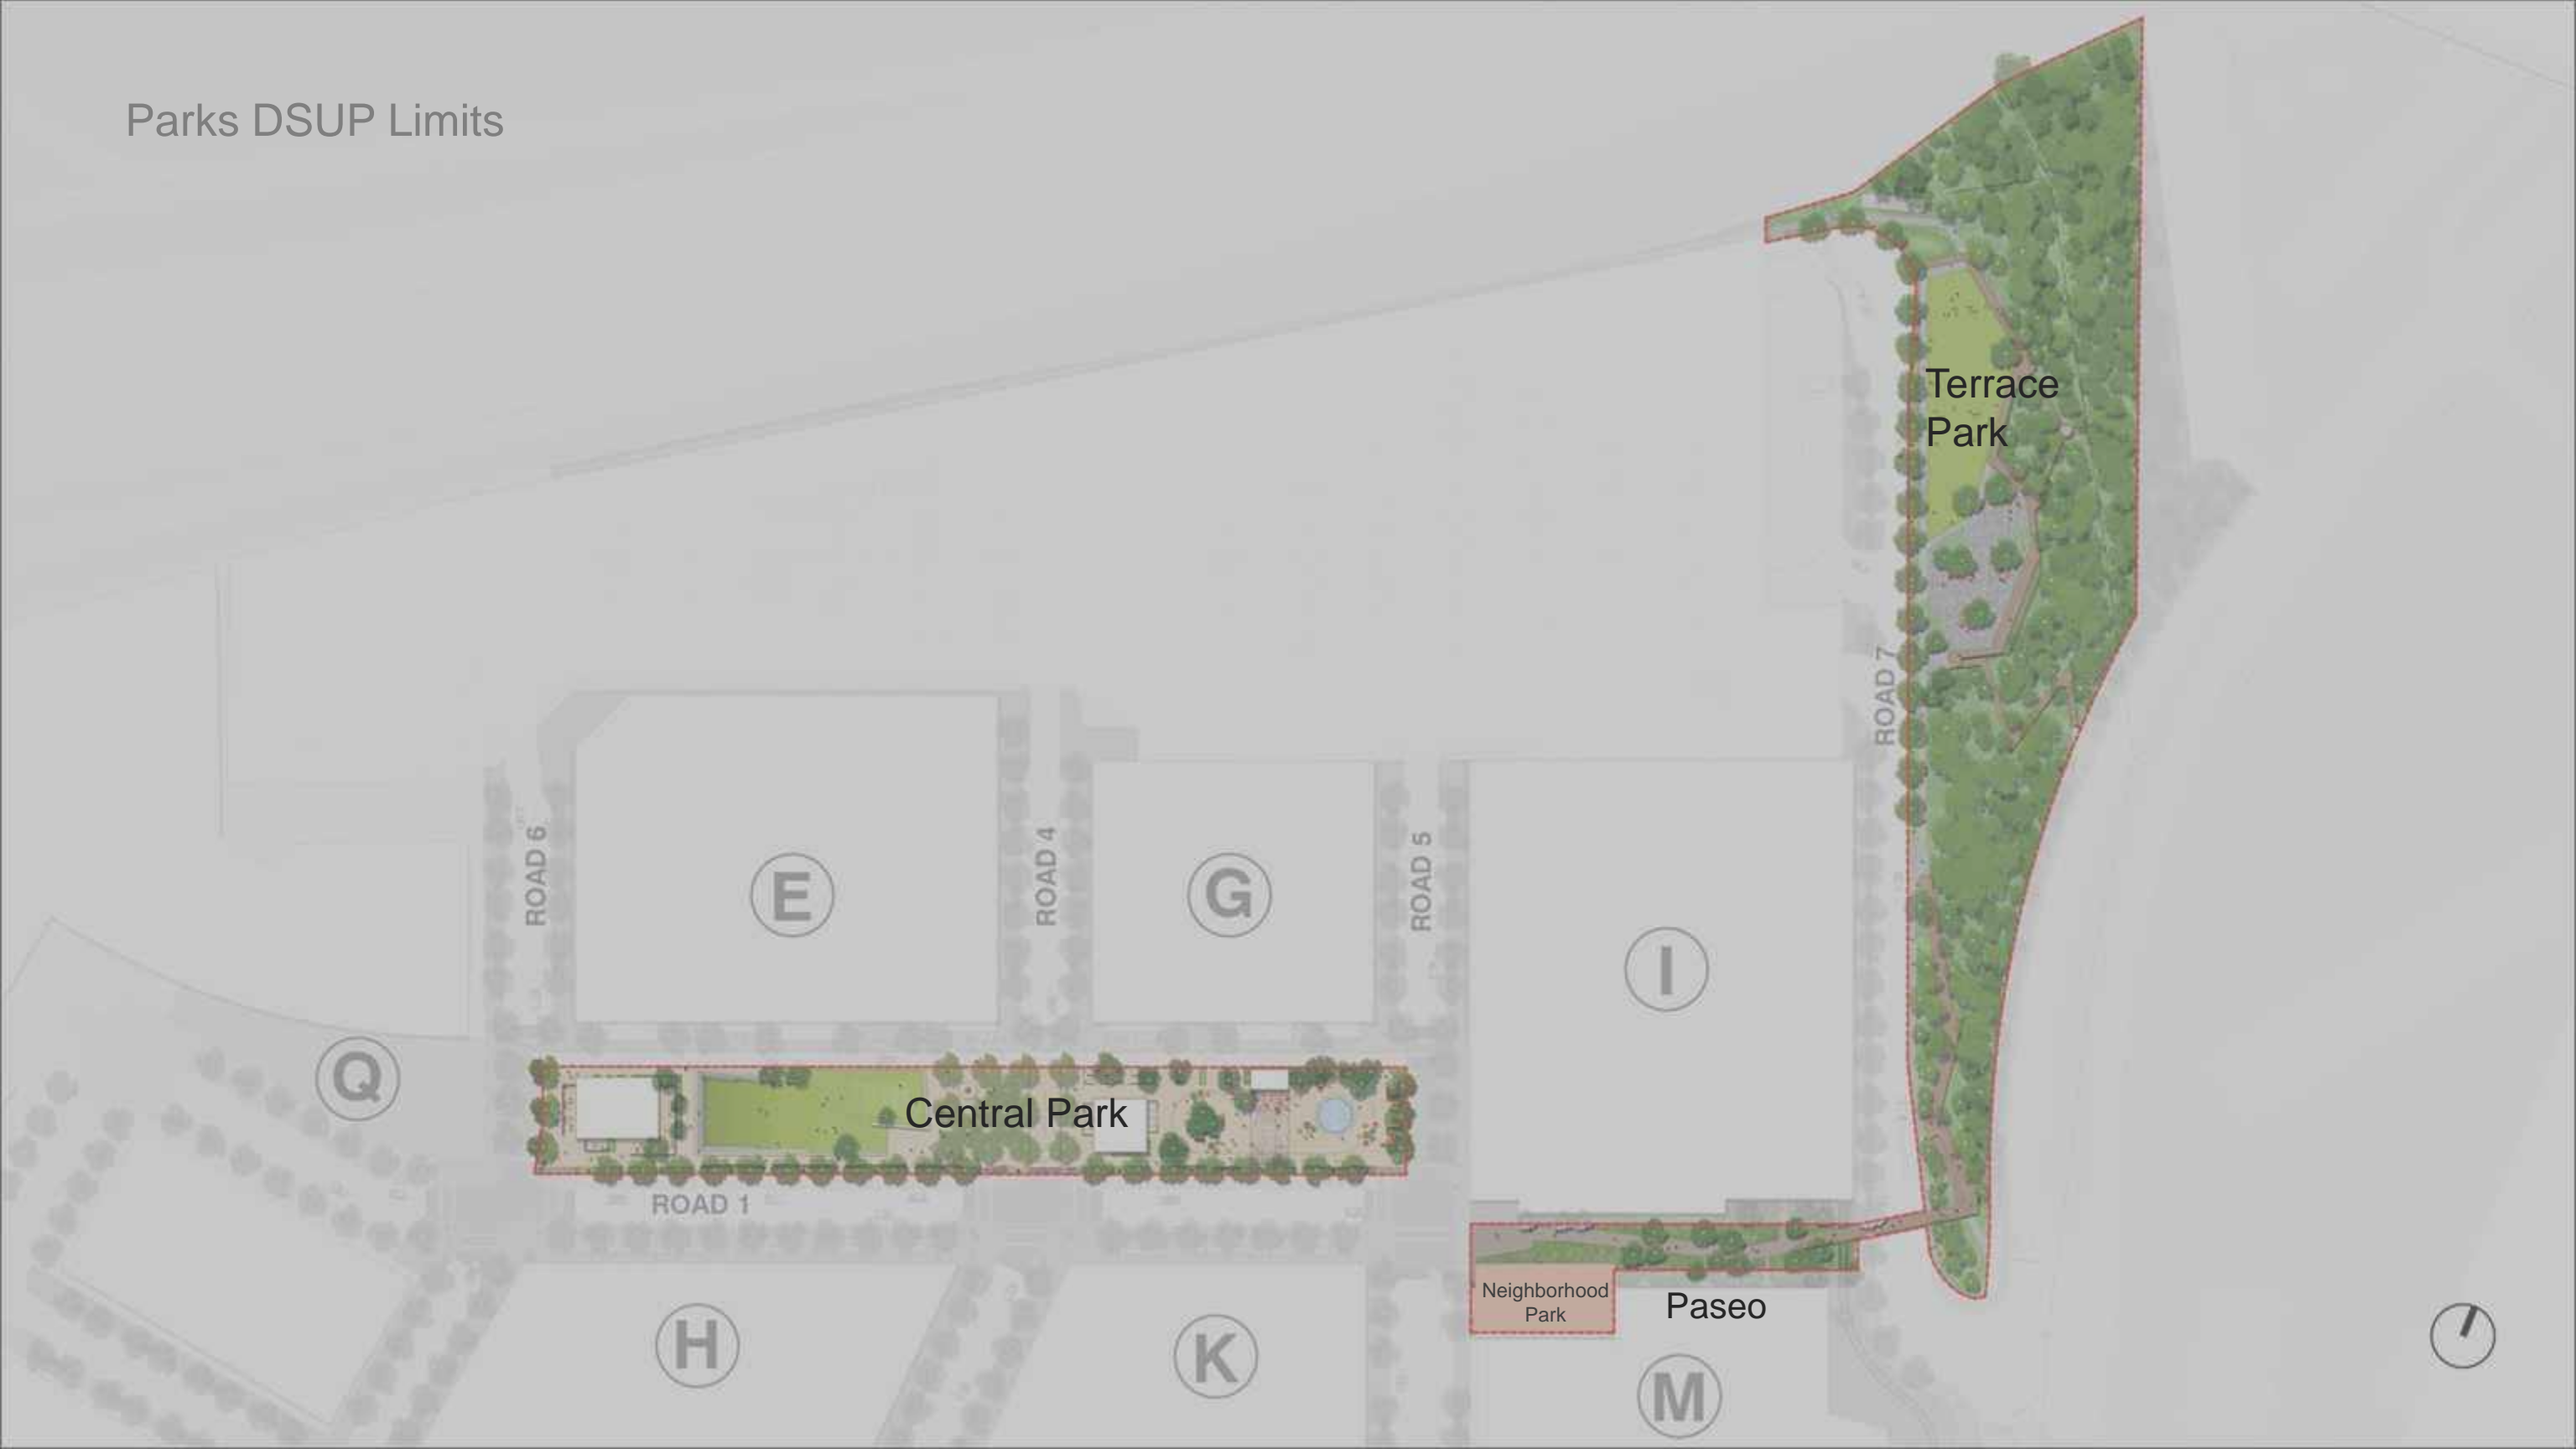 Parks DSUP Limits
Terrace
Park
ROAD 7
ROAD 6
ROAD 4
ROAD 5
E
G
I
Q
Central Park
ROAD 1
Neighborhood
Park
Paseo
H
K
M